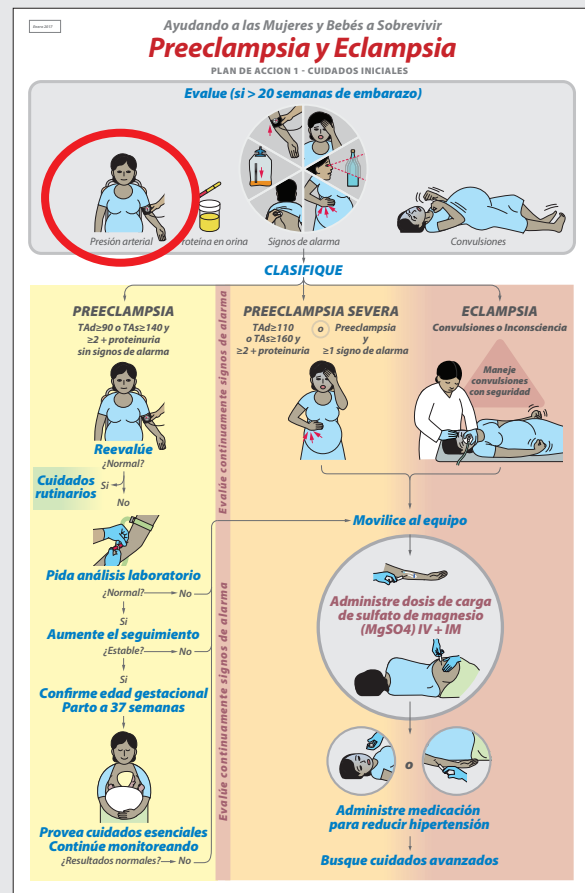 Enero 2017
Ayudando a las Mujeres y Bebés a Sobrevivir
Preeclampsia y Eclampsia
PLAN DE ACCION 1 - CUIDADOS INICIALES
Evalue (si > 20 semanas de embarazo)
Presión arterial
roteína en orina
Signos de alarma
Convulsiones
CLASIFIQUE
PREECLAMPSIA
TAd≥90 o TAs≥140 y
≥2 + proteinuria
sin signos de alarma
Reevalúe
¿Normal?
Si
Cuidados
rutinarios
No
Pida análisis laboratorio
¿Normal?
No
Si
Aumente el seguimiento
¿Estable?
No
Si
Confirme edad gestacional
Parto a 37 semanas
Provea cuidados esenciales
Continúe monitoreando
¿Resultados normales?
No
Evalúe continuamente signos de alarma
Evalúe continuamente signos de alarma
PREECLAMPSIA SEVERA
TAd≥110
o TAs≥160 y
≥2 + proteinuria
o
Preeclampsia
y
≥1 signo de alarma
ECLAMPSIA
Convulsiones o Inconsciencia
Maneje
convulsiones
con seguridad
Movilice al equipo
Administre dosis de carga
de sulfato de magnesio
(MgSO4) IV + IM
o
Administre medicación
para reducir hipertensión
Busque cuidados avanzados